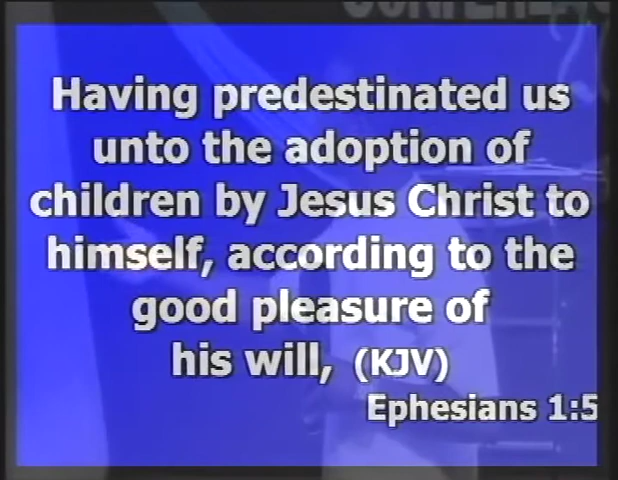 CONFEREN
Having predestinated us
unto the adoption of
children by Jesus Christ to
himself, according to the
good pleasure of
his will, (KJV)
Ephesians 1:5